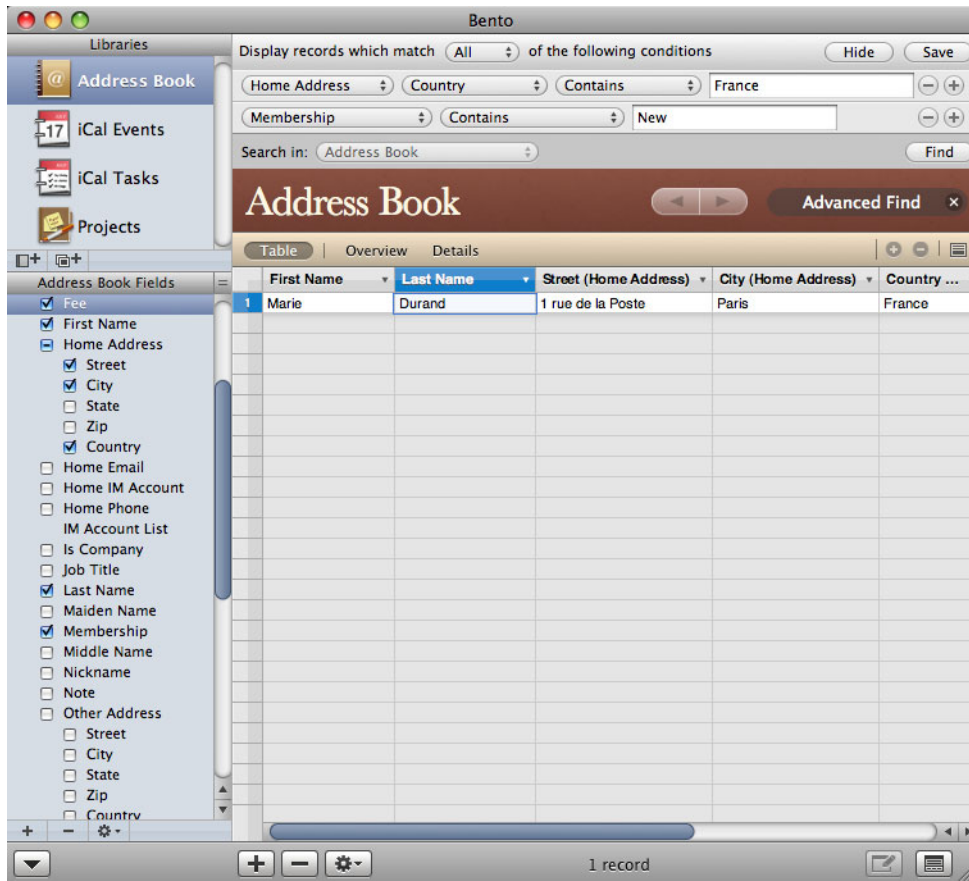 Bento
Libraries
Address Book
17 iCal Events
iCal Tasks
Projects
Address Book Fields
Fee
First Name
Home Address
Street
City
State
Zip
Country
Home Email
Home IM Account
Home Phone
IM Account List
Is Company
Job Title
Last Name
Maiden Name
Membership
Middle Name
Nickname
Note
Other Address
Street
City
State
Zip
Country
Display records which match All of the following conditions Hide Save
Home Address Country Contains France
Membership Contains New
Search in: Address Book Find
Address Book Advanced Find
Table Overview Details
First Name Last Name Street (Home Address) City (Home Address) Country ...
1 Marie Durand 1 rue de la Poste Paris France
1 record